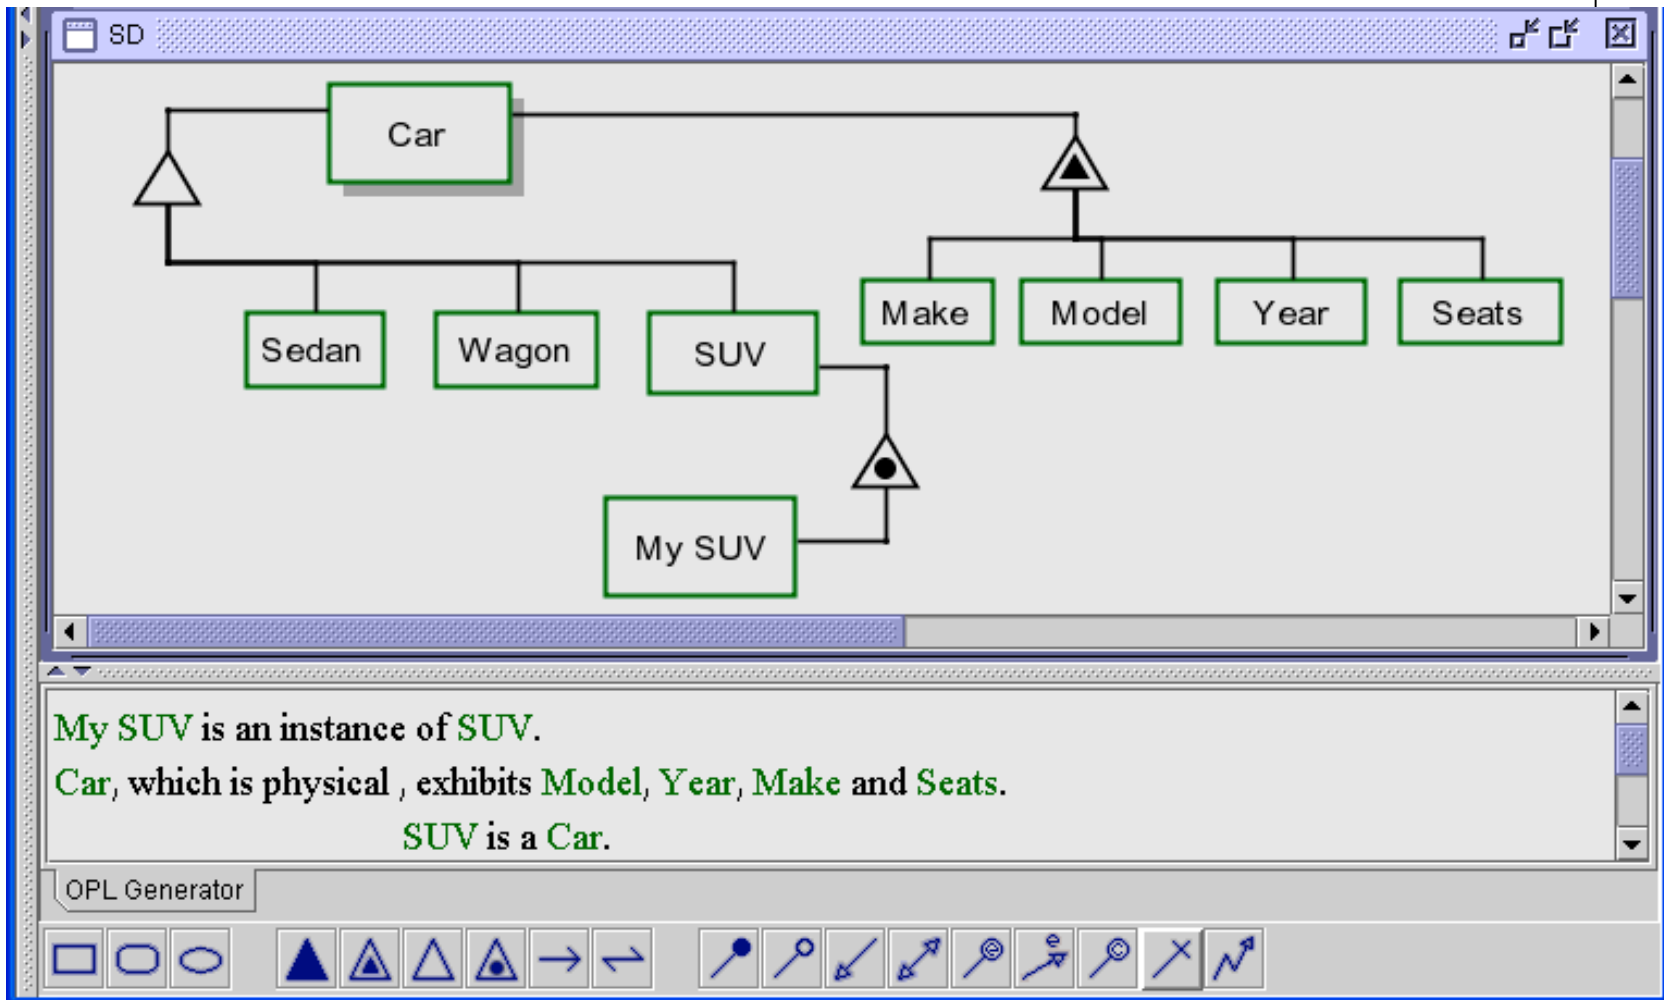 SD
Car
Make Model Year Seats
Sedan Wagon SUV
My SUV
My SUV is an instance of SUV.
Car, which is physical , exhibits Model, Year, Make and Seats.
SUV is a Car.
OPL Generator
e e C